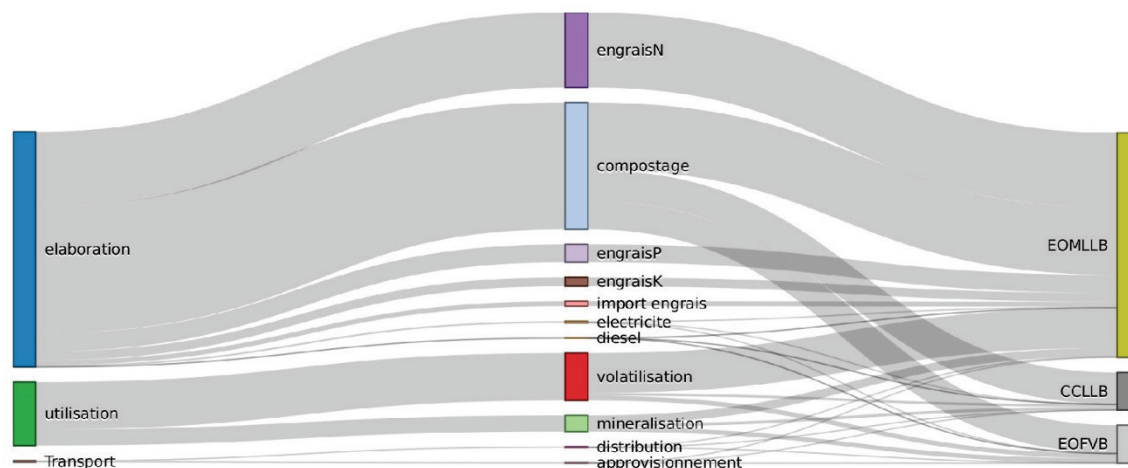 elaboration
utilisation
Transport
engraisN
compostage
engraisP
engraisK
import engrais
electricite
diesel
volatilisation
mineralisation
distribution
approvisionnement
EOMLLB
CCLLB
EOFVB